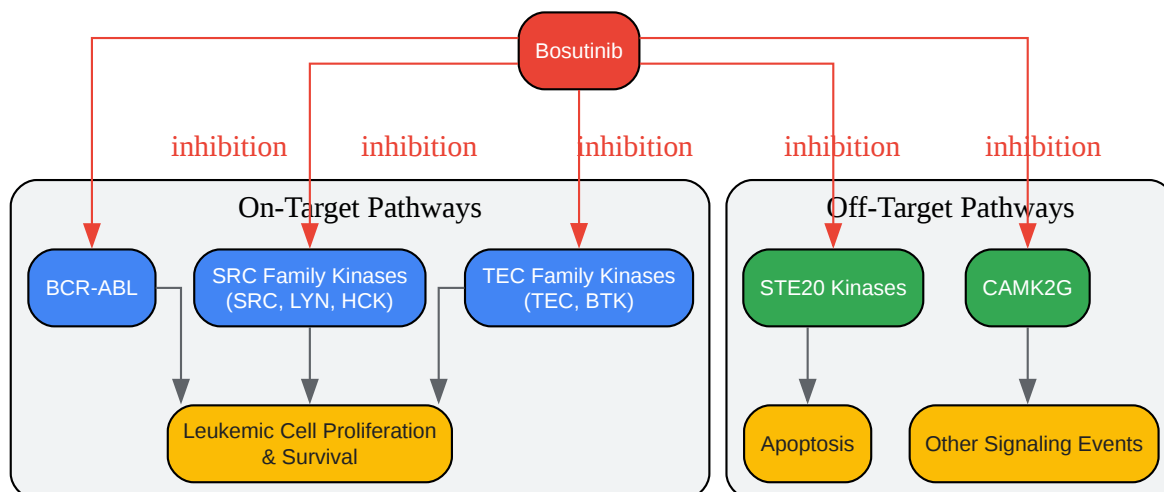 Bosutinib
inhibition
inhibition
inhibition
inhibition
inhibition
On-Target Pathways
Off-Target Pathways
BCR-ABL
SRC Family Kinases
(SRC, LYN, HCK)
TEC Family Kinases
(TEC, BTK)
STE20 Kinases
CAMK2G
Leukemic Cell Proliferation
& Survival
Apoptosis
Other Signaling Events